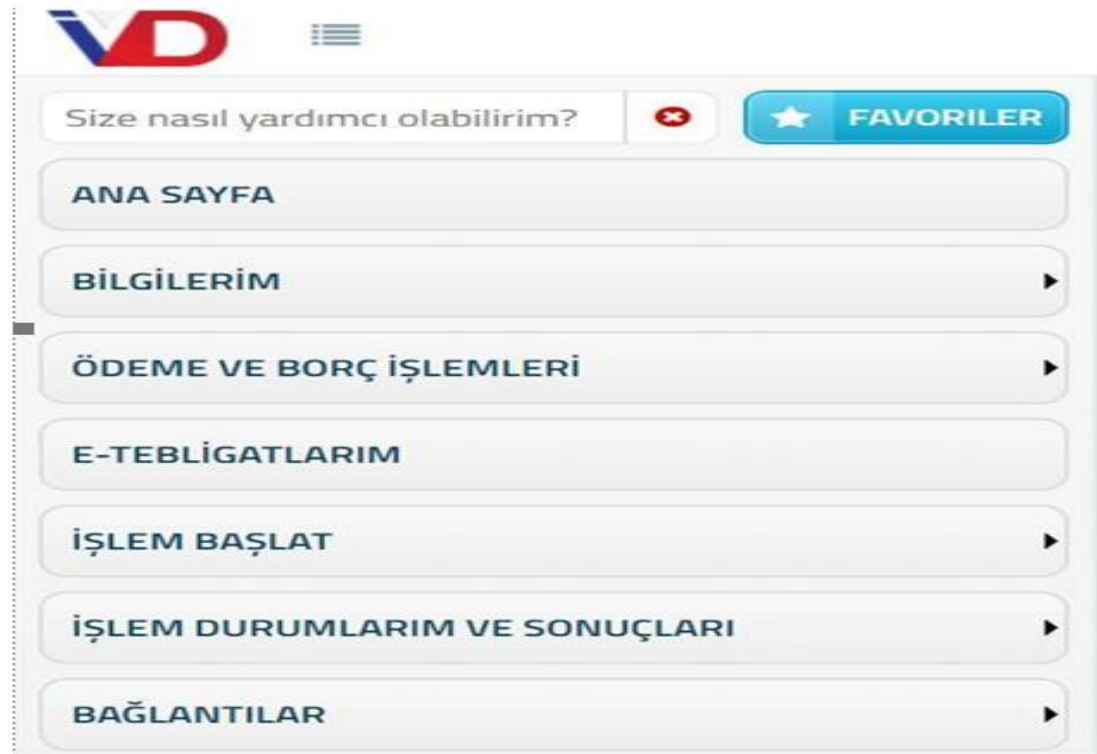 İVD
Size nasıl yardımcı olabilirim?
FAVORILER
ANA SAYFA
BİLGİLERİM
ÖDEME VE BORÇ İŞLEMLERİ
E-TEBLİGATLARIM
İŞLEM BAŞLAT
İŞLEM DURUMLARIM VE SONUÇLARI
BAĞLANTILAR